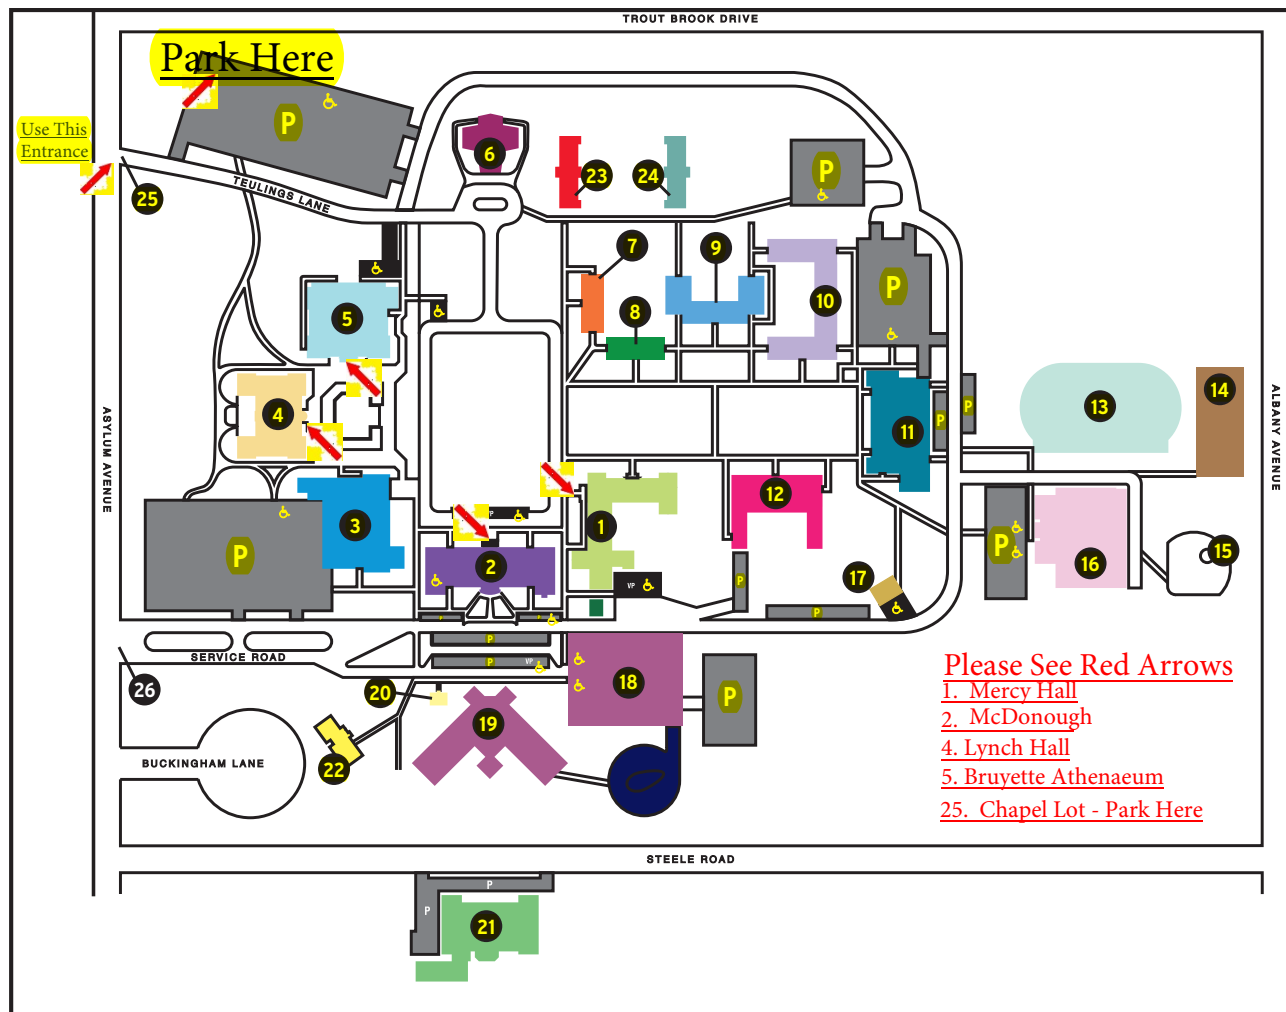 TROUT BROOK DRIVE
Park Here
P
Use This
Entrance
6
23
24
P
25
TEULINGS LANE
7
9
8
10
P
5
4
ASYLUM AVENUE
11
P
P
13
14
ALBANY AVENUE
3
P
VP
1
12
2
VP
P
P
17
P
16
15
P
P
VP
SERVICE ROAD
26
20
18
P
19
22
BUCKINGHAM LANE
Please See Red Arrows
1. Mercy Hall
2. McDonough
4. Lynch Hall
5. Bruyette Athenaeum
25. Chapel Lot - Park Here
STEELE ROAD
P
P
21